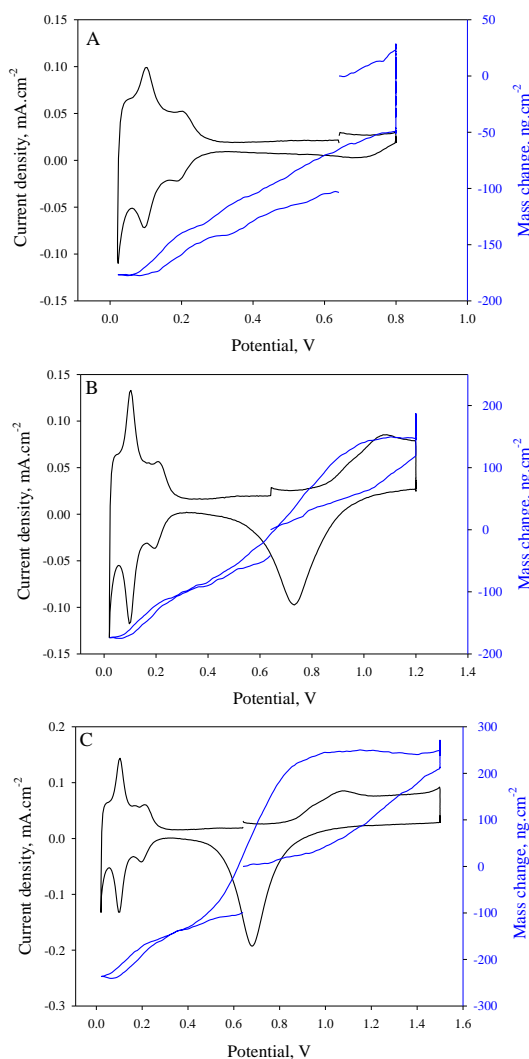 A
Current density, mA.cm-2
0.15
0.10
0.05
0.00
-0.05
-0.10
-0.15
50
0
-50
-100
-150
-200
Mass change, ng.cm-2
0.0 0.2 0.4 0.6 0.8 1.0
Potential, V
B
Current density, mA.cm-2
0.15
0.10
0.05
0.00
-0.05
-0.10
-0.15
200
100
0
-100
-200
Mass change, ng.cm-2
0.0 0.2 0.4 0.6 0.8 1.0 1.2 1.4
Potential, V
C
Current density, mA.cm-2
0.2
0.1
0.0
-0.1
-0.2
-0.3
300
200
100
0
-100
-200
-300
Mass change, ng.cm-2
0.0 0.2 0.4 0.6 0.8 1.0 1.2 1.4 1.6
Potential, V